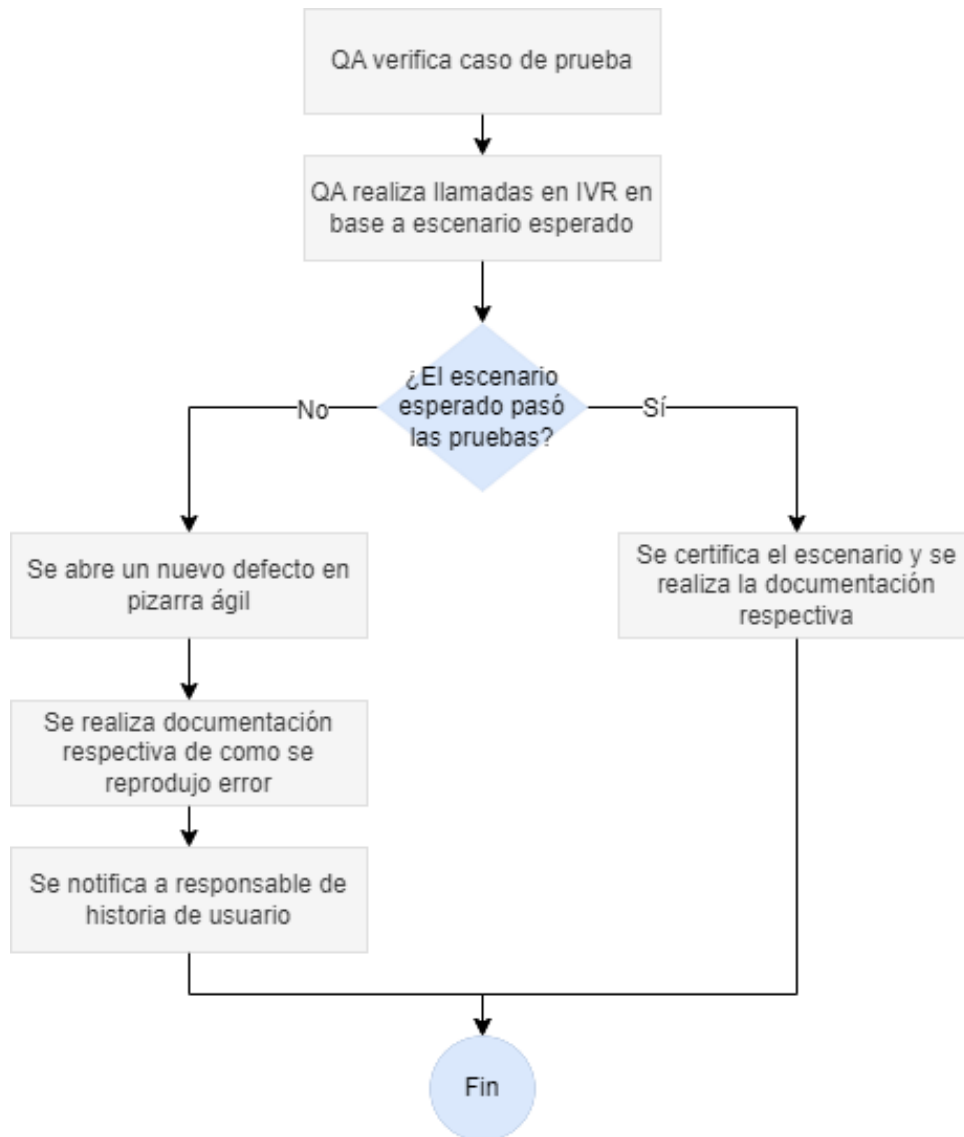 QA verifica caso de prueba
QA realiza llamadas en IVR en
base a escenario esperado
¿El escenario
esperado pasó
las pruebas?
No
Sí
Se abre un nuevo defecto en
pizarra ágil
Se certifica el escenario y se
realiza la documentación
respectiva
Se realiza documentación
respectiva de como se
reprodujo error
Se notifica a responsable de
historia de usuario
Fin